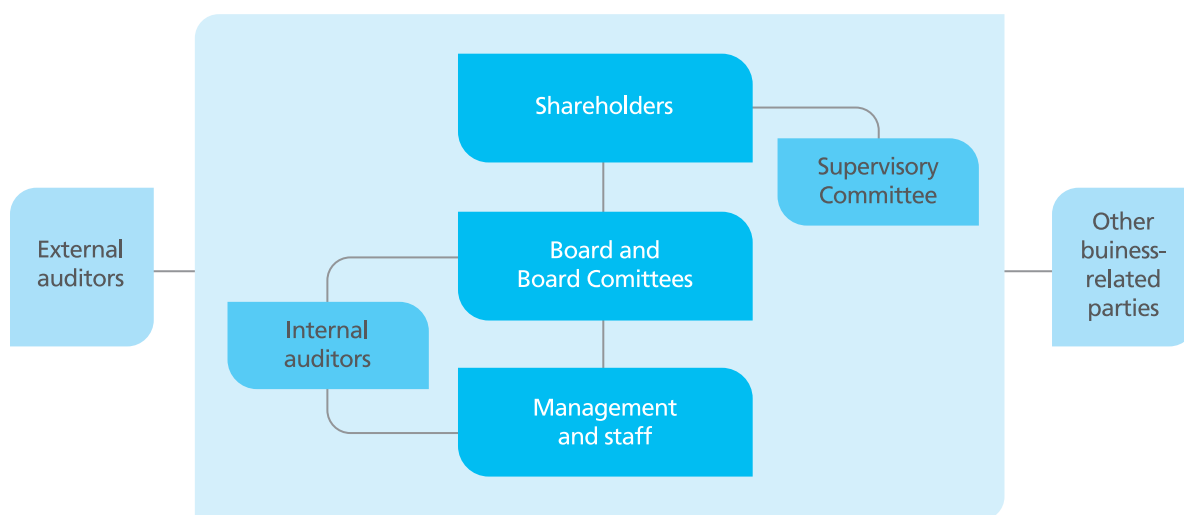 Shareholders
Supervisory
Committee
External
auditors
Board and
Board Comittees
Other
buiness-
related
parties
Internal
auditors
Management
and staff